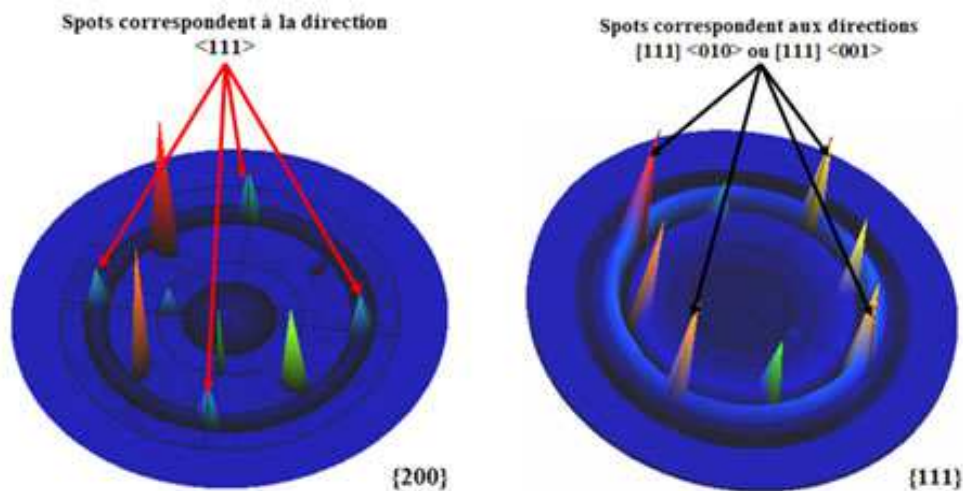 Spots correspondent à la direction
<111>
Spots correspondent aux directions
[111] <010> ou [111] <001>
{200}
{111}